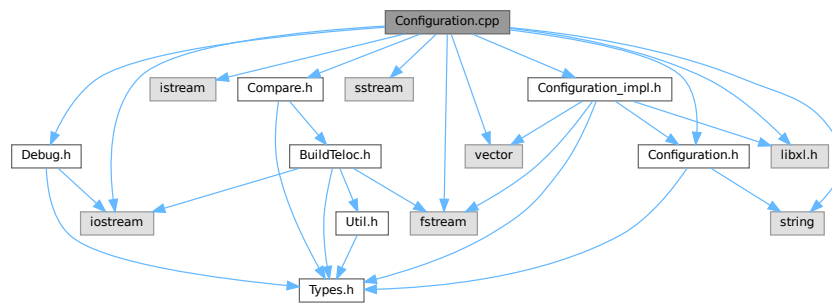 Configuration.cpp
istream
Compare.h
sstream
Configuration_impl.h
Debug.h
BuildTeloc.h
vector
Configuration.h
libxl.h
iostream
Util.h
fstream
string
Types.h